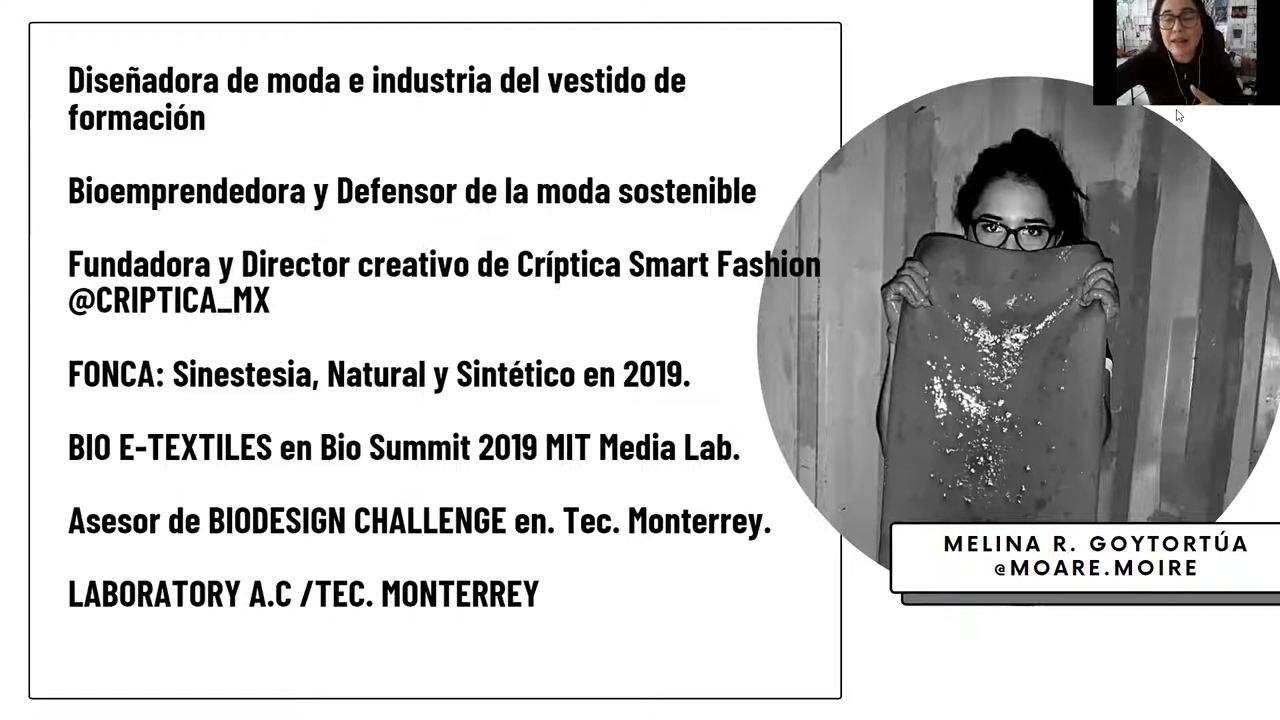 Diseñadora de moda e industria del vestido de
formación
Bioemprendedora y Defensor de la moda sostenible
Fundadora y Director creativo de Críptica Smart Fashion
@CRIPTICA_MX
FONCA: Sinestesia, Natural y Sintético en 2019.
BIO E-TEXTILES en Bio Summit 2019 MIT Media Lab.
Asesor de BIODESIGN CHALLENGE en. Tec. Monterrey.
LABORATORY A.C /TEC. MONTERREY
MELINA R. GOYTORTÚA
@MOARE.MOIRE